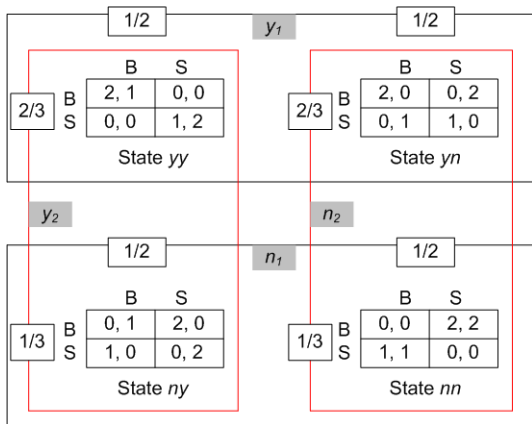 1/2 y1 1/2
B S B S
2/3 B 2, 1 0, 0 2/3 B 2, 0 0, 2
S 0, 0 1, 2 S 0, 1 1, 0
State yy State yn
y2 n2
1/2 n1 1/2
B S B S
1/3 B 0, 1 2, 0 1/3 B 0, 0 2, 2
S 1, 0 0, 2 S 1, 1 0, 0
State ny State nn